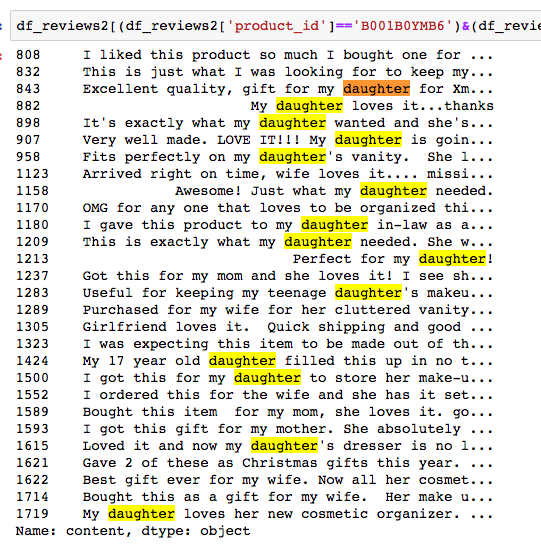 df_reviews2[(df_reviews2['product_id']=='B001B0YMB6')&(df_revie
808 I liked this product so much I bought one for ...
832 This is just what I was looking for to keep my...
843 Excellent quality, gift for my daughter for Xm...
882 My daughter loves it...thanks
898 It's exactly what my daughter wanted and she's...
907 Very well made. LOVE IT!!! My daughter is goin...
958 Fits perfectly on my daughter's vanity. She l...
1123 Arrived right on time, wife loves it.... missi...
1158 Awesome! Just what my daughter needed.
1170 OMG for any one that loves to be organized thi...
1180 I gave this product to my daughter in-law as a...
1209 This is exactly what my daughter needed. She w...
1213 Perfect for my daughter!
1237 Got this for my mom and she loves it! I see sh...
1283 Useful for keeping my teenage daughter's makeu...
1289 Purchased for my wife for her cluttered vanity...
1305 Girlfriend loves it. Quick shipping and good ...
1323 I was expecting this item to be made out of th...
1424 My 17 year old daughter filled this up in no t...
1500 I got this for my daughter to store her make-u...
1552 I ordered this for the wife and she has it set...
1589 Bought this item for my mom, she loves it. go...
1593 I got this gift for my mother. She absolutely ...
1615 Loved it and now my daughter's dresser is no l...
1621 Gave 2 of these as Christmas gifts this year. ...
1622 Best gift ever for my wife. Now all her cosmet...
1714 Bought this as a gift for my wife. Her make u...
1719 My daughter loves her new cosmetic organizer. ...
Name: content, dtype: object